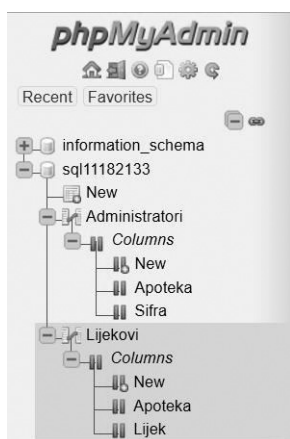 phpMyAdmin
Recent Favorites
information_schema
sql11182133
New
Administratori
Columns
New
Apoteka
Sifra
Lijekovi
Columns
New
Apoteka
Lijek